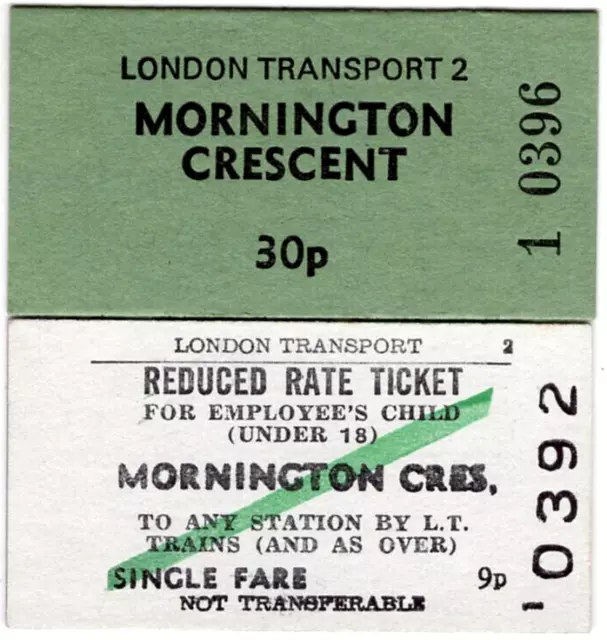 LONDON TRANSPORT 2
MORNINGTON
CRESCENT
30p
1 0396
LONDON TRANSPORT 2
REDUCED RATE TICKET
FOR EMPLOYEE'S CHILD
(UNDER 18)
MORNINGTON CRES,
TO ANY STATION BY L.T.
TRAINS (AND AS OVER)
SINGLE FARE 9p
NOT TRANSFERABLE
1 0392